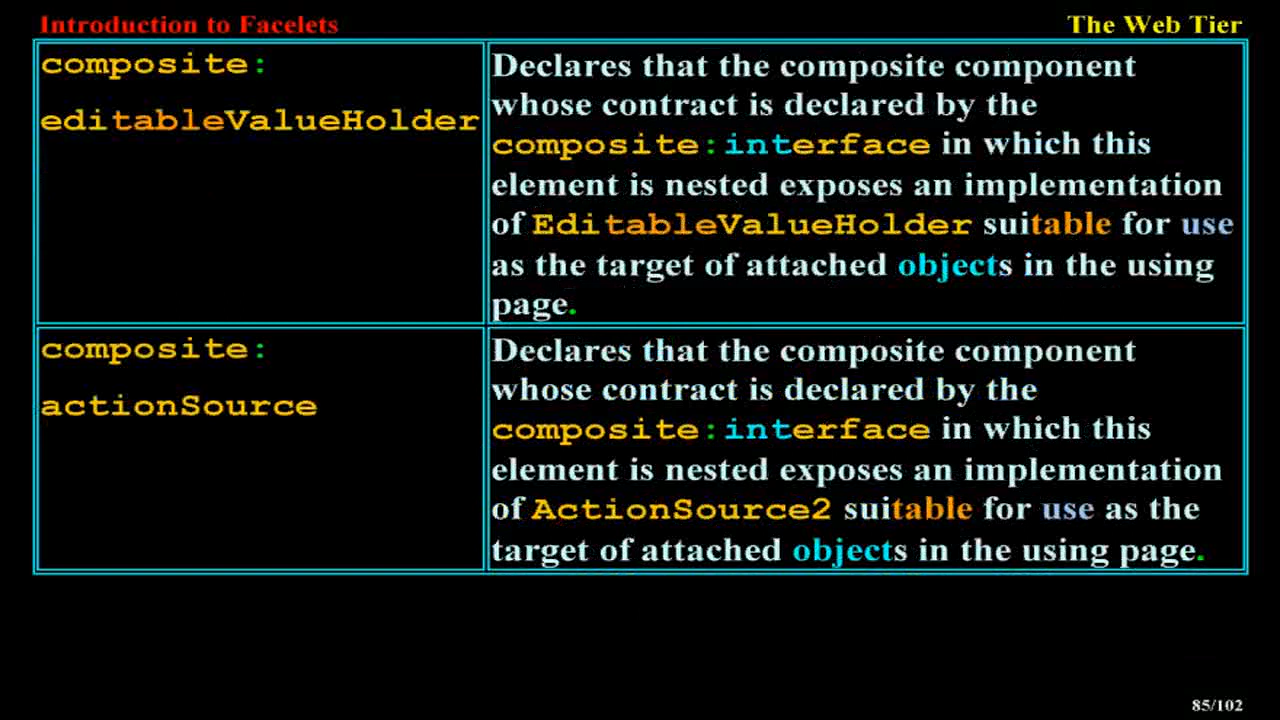 Introduction to Facelets
The Web Tier
composite:
editableValueHolder
Declares that the composite component
whose contract is declared by the
composite:interface in which this
element is nested exposes an implementation
of EditableValueHolder suitable for use
as the target of attached objects in the using
page.
composite:
actionSource
Declares that the composite component
whose contract is declared by the
composite:interface in which this
element is nested exposes an implementation
of ActionSource2 suitable for use as the
target of attached objects in the using page.
85/102